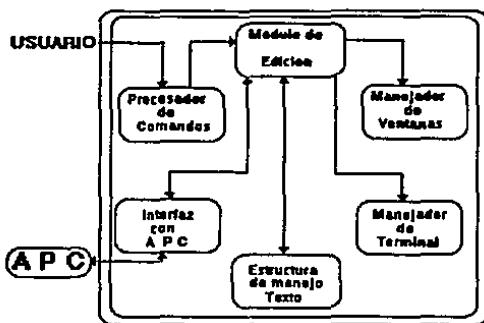 USUARIO
Modulo de
Edicion
Procesador
de
Comandos
Manejador
de
Ventanas
Interfaz
con
A P C
Manejador
de
Terminal
A P C
Estructura
de manejo
Texto